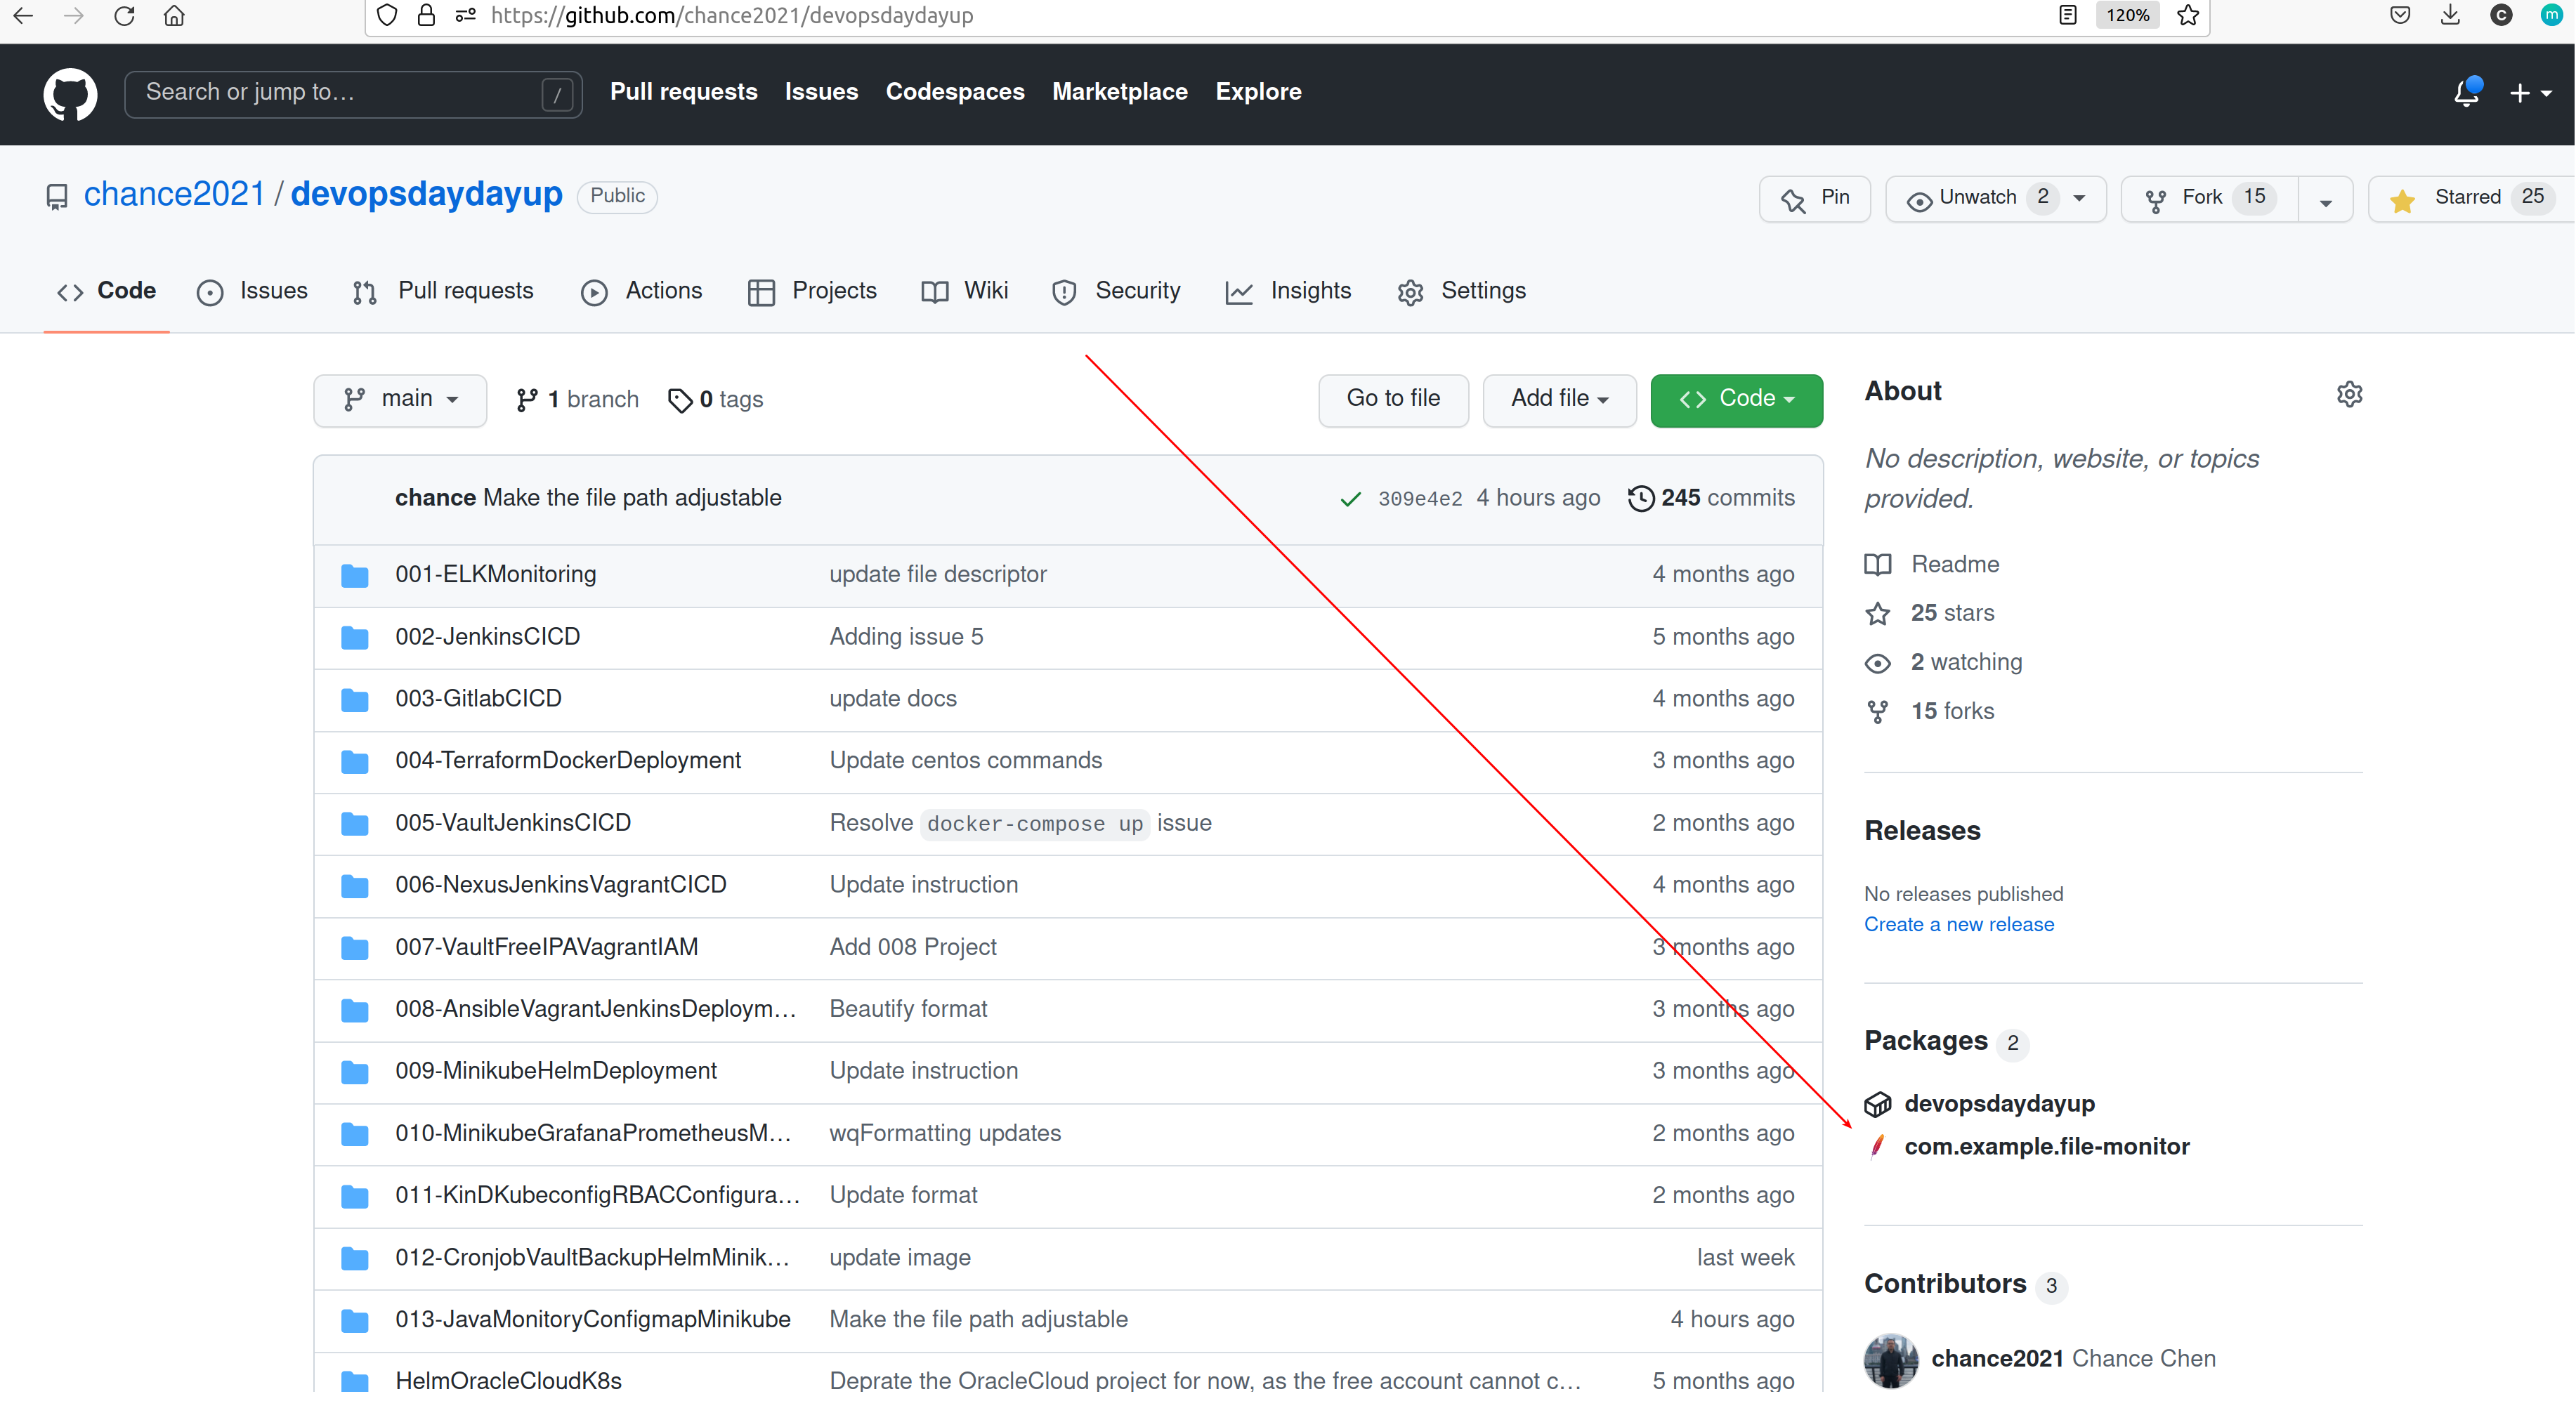 https://github.com/chance2021/devopsdaydayup
120%
C
m
Search or jump to…
/
Pull requests
Issues
Codespaces
Marketplace
Explore
chance2021 / devopsdaydayup
Public
Pin
Unwatch 2
Fork 15
Starred 25
Code
Issues
Pull requests
Actions
Projects
Wiki
Security
Insights
Settings
main
1 branch
0 tags
Go to file
Add file
Code
chance Make the file path adjustable
309e4e2 4 hours ago
245 commits
001-ELKMonitoring update file descriptor 4 months ago
002-JenkinsCICD Adding issue 5 5 months ago
003-GitlabCICD update docs 4 months ago
004-TerraformDockerDeployment Update centos commands 3 months ago
005-VaultJenkinsCICD Resolve docker-compose up issue 2 months ago
006-NexusJenkinsVagrantCICD Update instruction 4 months ago
007-VaultFreeIPAVagrantIAM Add 008 Project 3 months ago
008-AnsibleVagrantJenkinsDeploym… Beautify format 3 months ago
009-MinikubeHelmDeployment Update instruction 3 months ago
010-MinikubeGrafanaPrometheusM… wqFormatting updates 2 months ago
011-KinDKubeconfigRBACConfigura… Update format 2 months ago
012-CronjobVaultBackupHelmMinik… update image last week
013-JavaMonitoryConfigmapMinikube Make the file path adjustable 4 hours ago
HelmOracleCloudK8s Deprate the OracleCloud project for now, as the free account cannot c… 5 months ago
About
No description, website, or topics
provided.
Readme
25 stars
2 watching
15 forks
Releases
No releases published
Create a new release
Packages 2
devopsdaydayup
com.example.file-monitor
Contributors 3
chance2021 Chance Chen